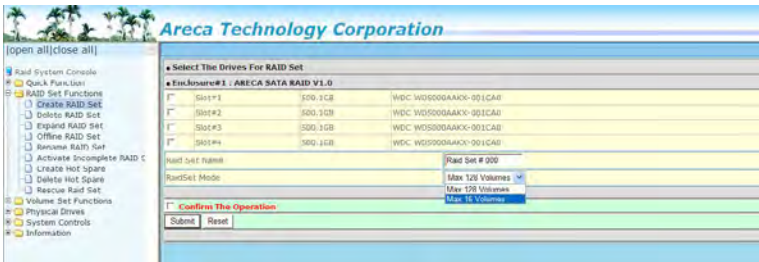 Areca Technology Corporation
|open all|close all|
Raid System Console
Quick Function
RAID Set Functions
Create RAID Set
Delete RAID Set
Expand RAID Set
Offline RAID Set
Rename RAID Set
Activate Incomplete RAID S
Create Hot Spare
Delete Hot Spare
Rescue Raid Set
Volume Set Functions
Physical Drives
System Controls
Information
Select The Drives For RAID Set
Enclosure#1 : ARECA SATA RAID V1.0
Slot#1 500.1GB WDC WD5000AAKX-001CA0
Slot#2 500.1GB WDC WD5000AAKX-001CA0
Slot#3 500.1GB WDC WD5000AAKX-001CA0
Slot#4 500.1GB WDC WD5000AAKX-001CA0
Raid Set Name Raid Set # 000
RaidSet Mode Max 128 Volumes
Max 128 Volumes
Max 16 Volumes
Confirm The Operation
Submit Reset